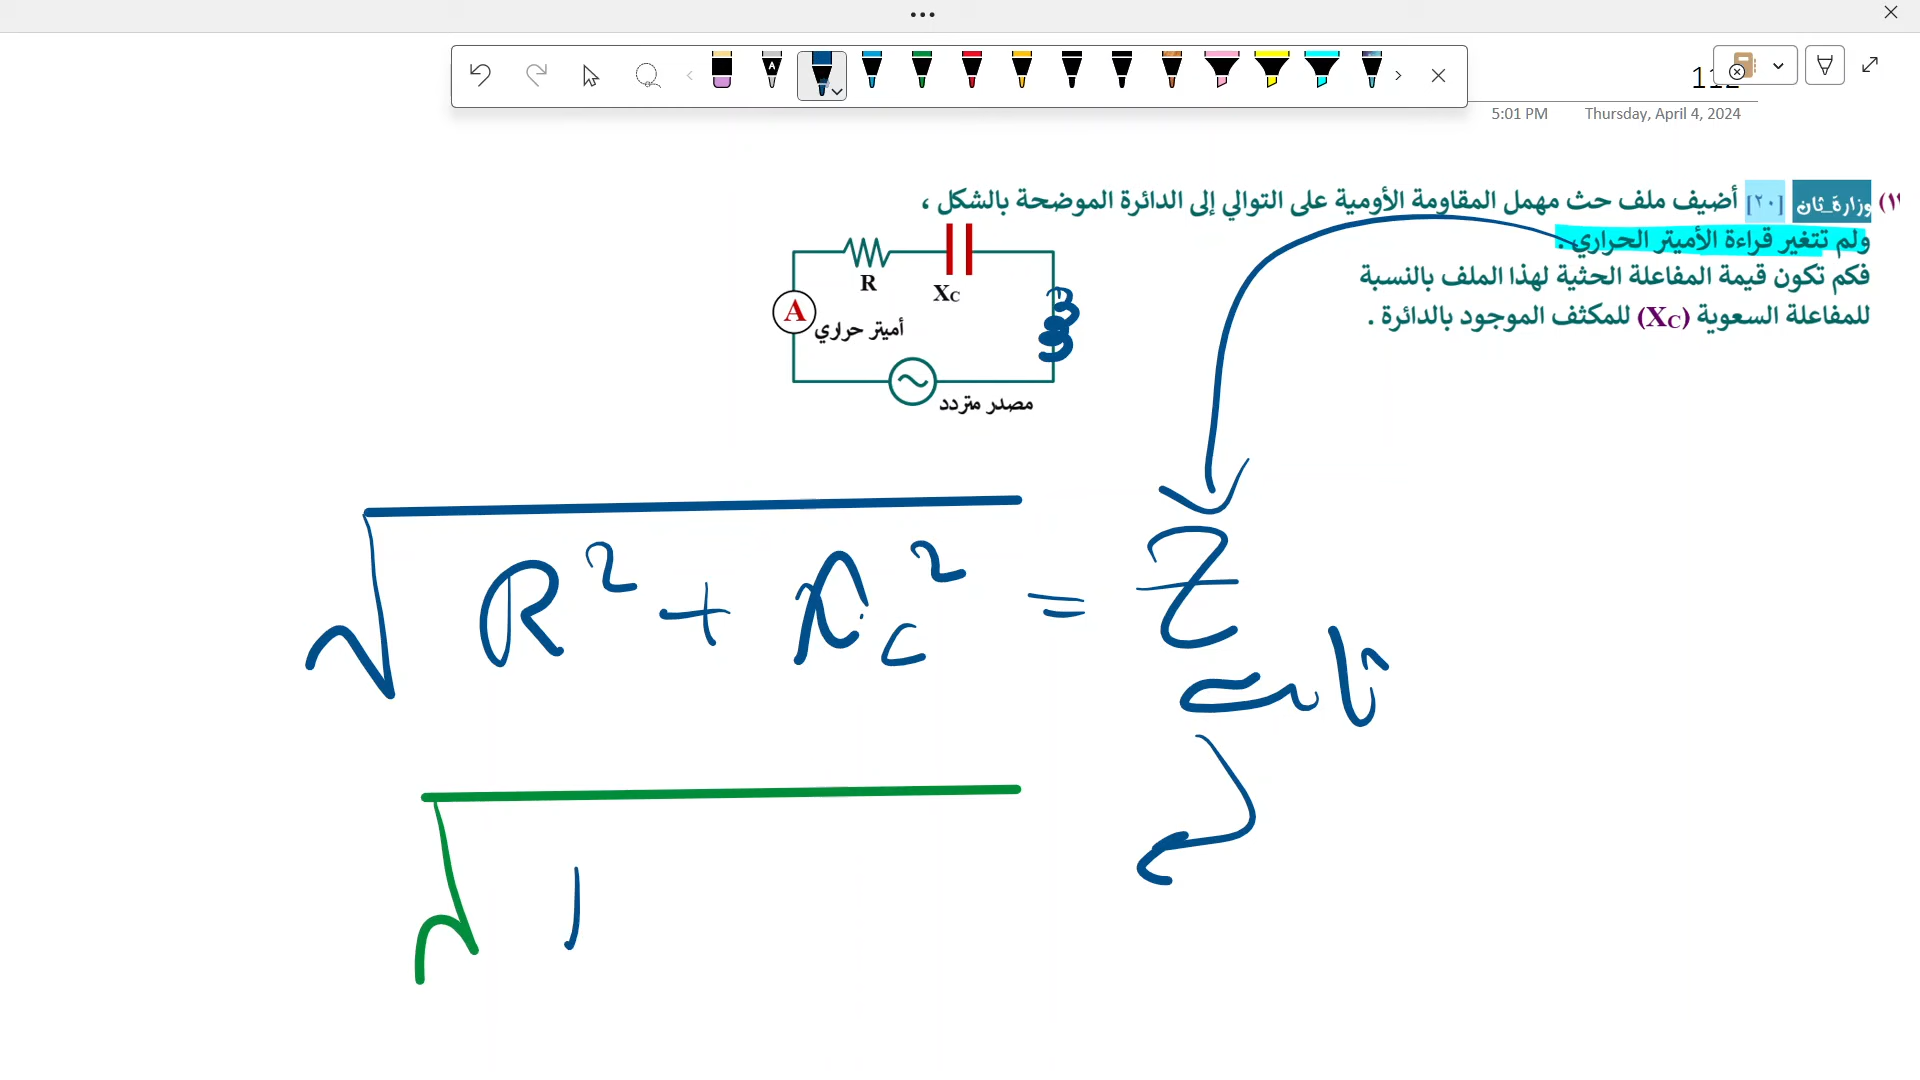 112
5:01 PM Thursday, April 4, 2024
وزارة_ثان [٢٠] أضيف ملف حث مهمل المقاومة الأومية على التوالي إلى الدائرة الموضحة بالشكل ،
ولم تتغير قراءة الأميتر الحراري .
فكم تكون قيمة المفاعلة الحثية لهذا الملف بالنسبة
للمفاعلة السعوية (Xc) للمكثف الموجود بالدائرة .
R
Xc
A
أميتر حراري
مصدر متردد
√ R² + Xc² = Z
ثابت